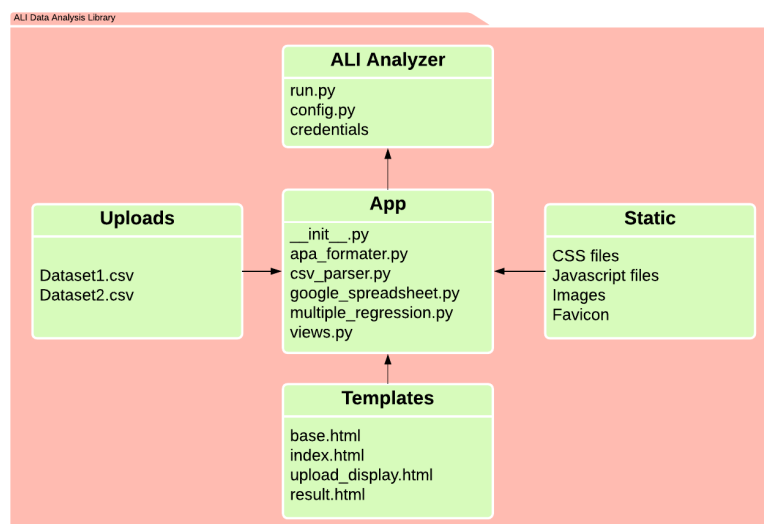 ALI Data Analysis Library
ALI Analyzer
run.py
config.py
credentials
Uploads
Dataset1.csv
Dataset2.csv
App
__init__.py
apa_formater.py
csv_parser.py
google_spreadsheet.py
multiple_regression.py
views.py
Static
CSS files
Javascript files
Images
Favicon
Templates
base.html
index.html
upload_display.html
result.html